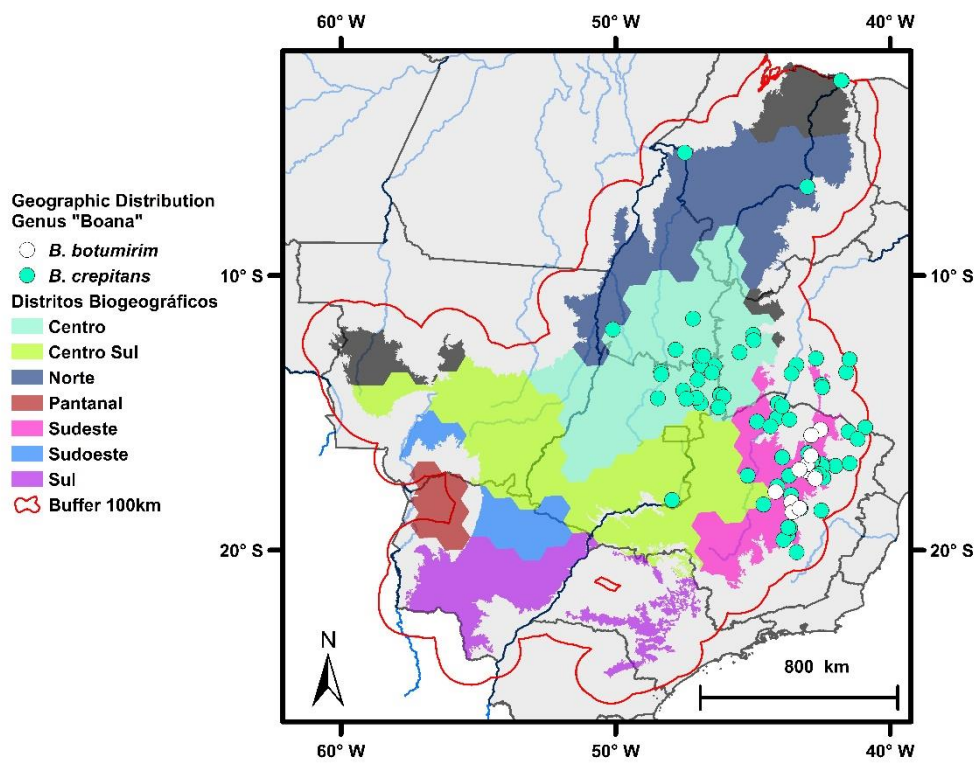 60° W 50° W 40° W
Geographic Distribution
Genus "Boana"
B. botumirim
B. crepitans
Distritos Biogeográficos
Centro
Centro Sul
Norte
Pantanal
Sudeste
Sudoeste
Sul
Buffer 100km
10° S
20° S
10° S
20° S
N
800 km
60° W 50° W 40° W